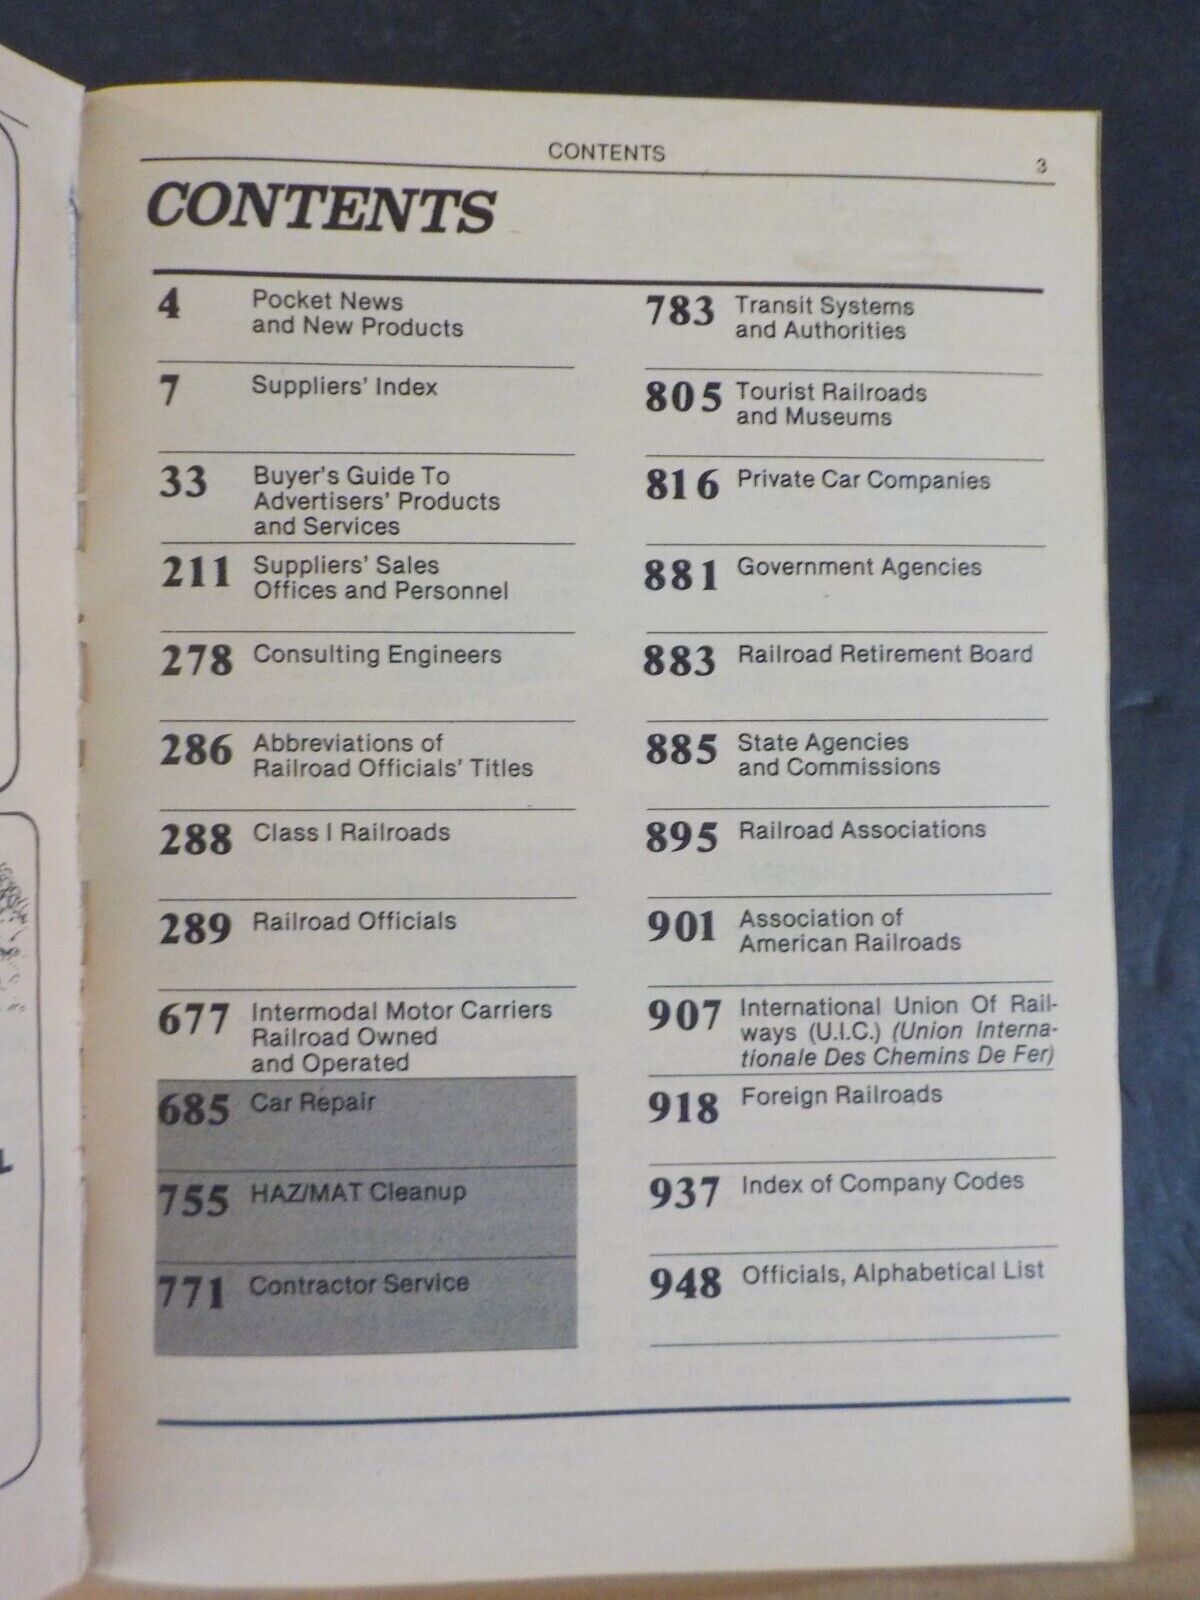 CONTENTS
3
CONTENTS
4 Pocket News
and New Products
7 Suppliers' Index
33 Buyer's Guide To
Advertisers' Products
and Services
211 Suppliers' Sales
Offices and Personnel
278 Consulting Engineers
286 Abbreviations of
Railroad Officials' Titles
288 Class I Railroads
289 Railroad Officials
677 Intermodal Motor Carriers
Railroad Owned
and Operated
685 Car Repair
755 HAZ/MAT Cleanup
771 Contractor Service
783 Transit Systems
and Authorities
805 Tourist Railroads
and Museums
816 Private Car Companies
881 Government Agencies
883 Railroad Retirement Board
885 State Agencies
and Commissions
895 Railroad Associations
901 Association of
American Railroads
907 International Union Of Rail-
ways (U.I.C.) (Union Interna-
tionale Des Chemins De Fer)
918 Foreign Railroads
937 Index of Company Codes
948 Officials, Alphabetical List